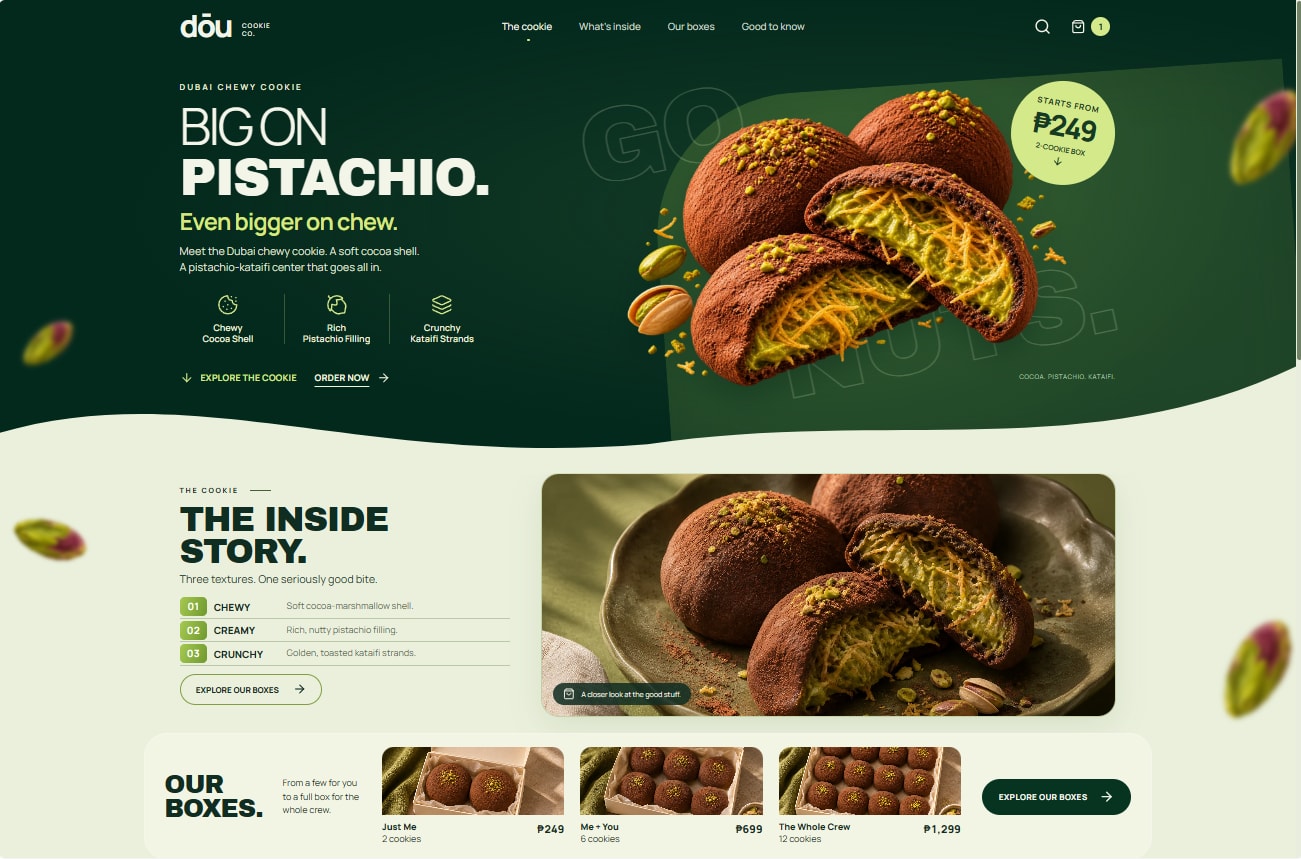 dōu
COOKIE
CO.
The cookie
What's inside
Our boxes
Good to know
1
DUBAI CHEWY COOKIE
BIG ON
PISTACHIO.
Even bigger on chew.
Meet the Dubai chewy cookie. A soft cocoa shell.
A pistachio-kataifi center that goes all in.
Chewy
Cocoa Shell
Rich
Pistachio Filling
Crunchy
Kataifi Strands
EXPLORE THE COOKIE
ORDER NOW
GO
NUTS.
STARTS FROM
₱249
2-COOKIE BOX
COCOA. PISTACHIO. KATAIFI.
THE COOKIE
THE INSIDE
STORY.
Three textures. One seriously good bite.
01 CHEWY Soft cocoa-marshmallow shell.
02 CREAMY Rich, nutty pistachio filling.
03 CRUNCHY Golden, toasted kataifi strands.
EXPLORE OUR BOXES
A closer look at the good stuff.
OUR
BOXES.
From a few for you
to a full box for the
whole crew.
Just Me ₱249
2 cookies
Me + You ₱699
6 cookies
The Whole Crew ₱1,299
12 cookies
EXPLORE OUR BOXES